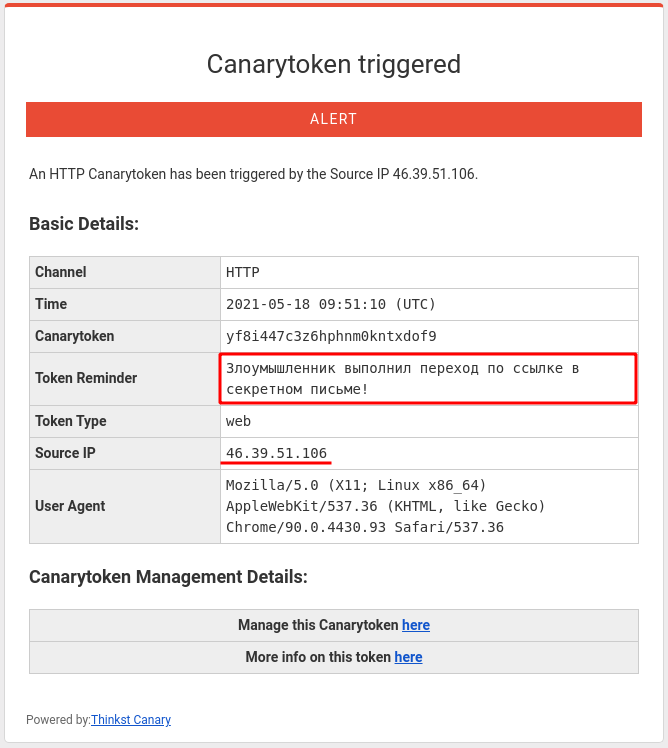 Canarytoken triggered
ALERT
An HTTP Canarytoken has been triggered by the Source IP 46.39.51.106.
Basic Details:
Channel HTTP
Time 2021-05-18 09:51:10 (UTC)
Canarytoken yf8i447c3z6hphnm0kntxdof9
Token Reminder Злоумышленник выполнил переход по ссылке в
секретном письме!
Token Type web
Source IP 46.39.51.106
User Agent Mozilla/5.0 (X11; Linux x86_64)
AppleWebKit/537.36 (KHTML, like Gecko)
Chrome/90.0.4430.93 Safari/537.36
Canarytoken Management Details:
Manage this Canarytoken here
More info on this token here
Powered by:Thinkst Canary